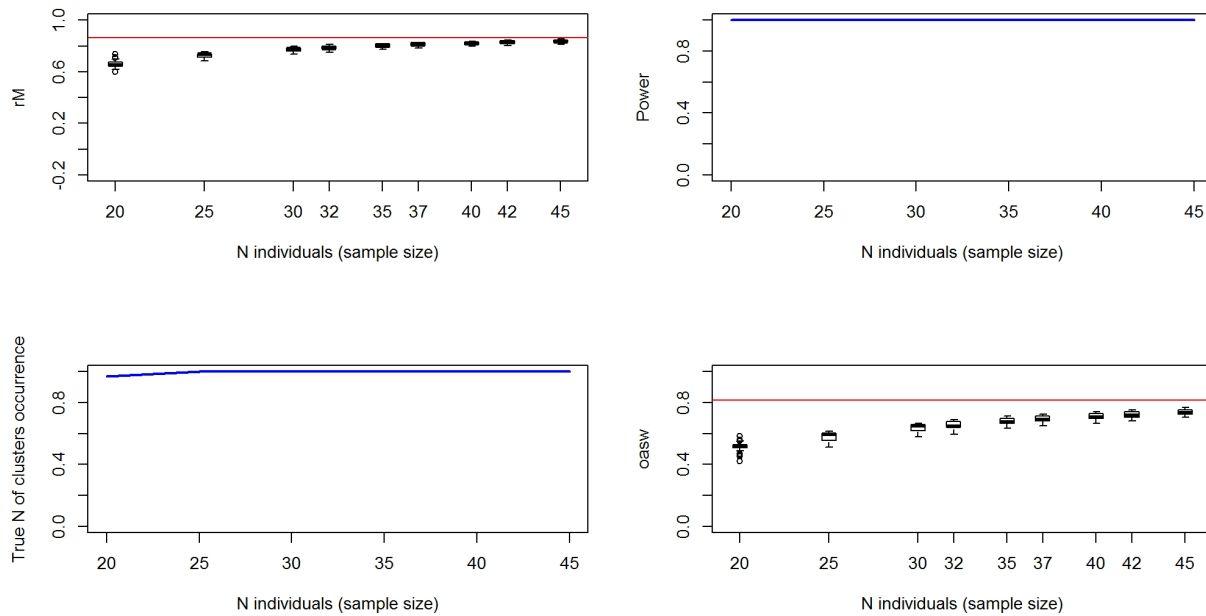 rM
1.0
0.6
0.2
-0.2
20 25 30 32 35 37 40 42 45
N individuals (sample size)
Power
0.8
0.4
0.0
20 25 30 35 40 45
N individuals (sample size)
True N of clusters occurrence
0.8
0.4
0.0
20 25 30 35 40 45
N individuals (sample size)
oasw
0.8
0.4
0.0
20 25 30 32 35 37 40 42 45
N individuals (sample size)